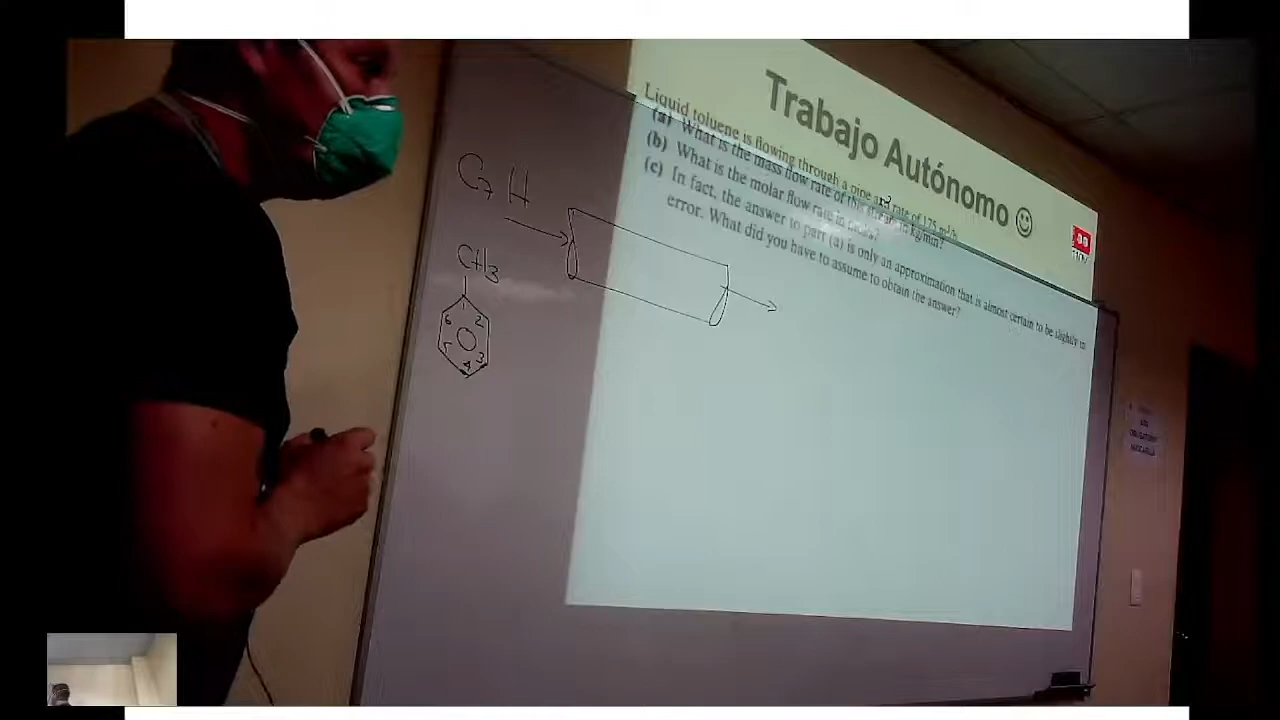 Trabajo Autónomo ☺
Liquid toluene is flowing through a pipe at a rate of 175 m³/h.
(a) What is the mass flow rate of this stream in kg/min?
(b) What is the molar flow rate in mol/s?
(c) In fact, the answer to part (a) is only an approximation that is almost certain to be slightly in
error. What did you have to assume to obtain the answer?
C₇ H
CH₃
1
6 2
5 3
4